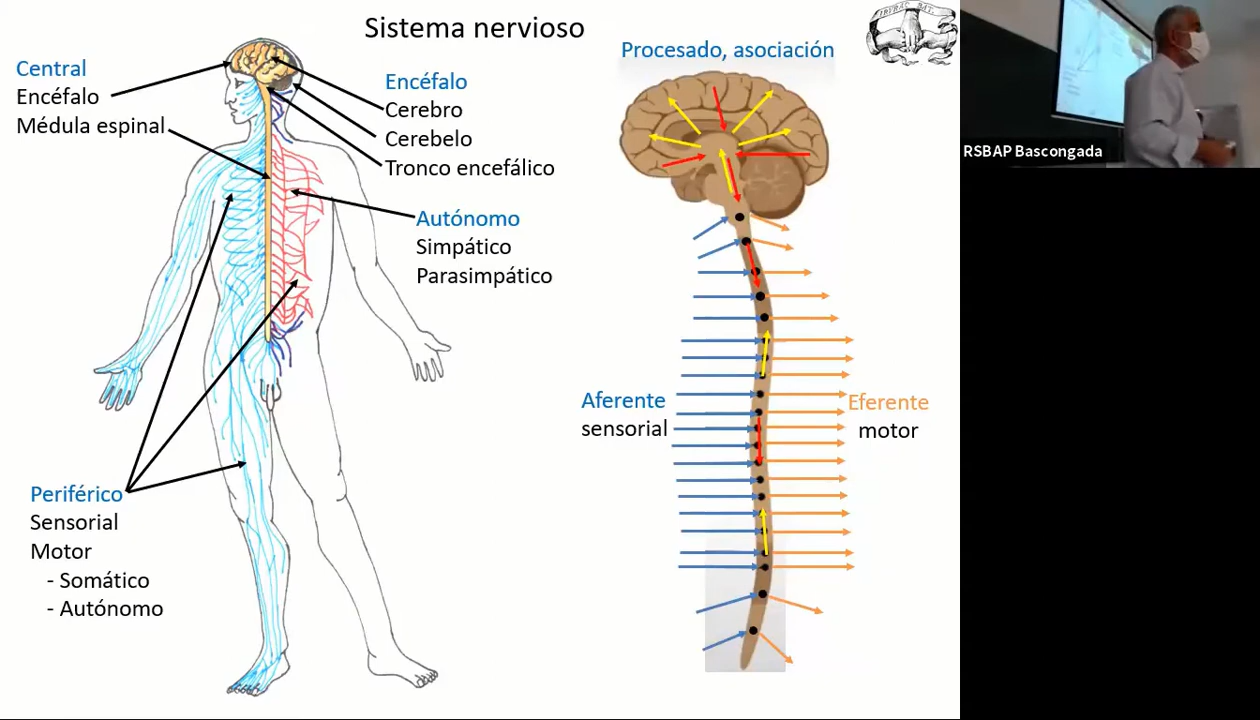 Sistema nervioso
Central
Encéfalo
Médula espinal
Encéfalo
Cerebro
Cerebelo
Tronco encefálico
Autónomo
Simpático
Parasimpático
Periférico
Sensorial
Motor
- Somático
- Autónomo
Procesado, asociación
Aferente
sensorial
Eferente
motor
RSBAP Bascongada